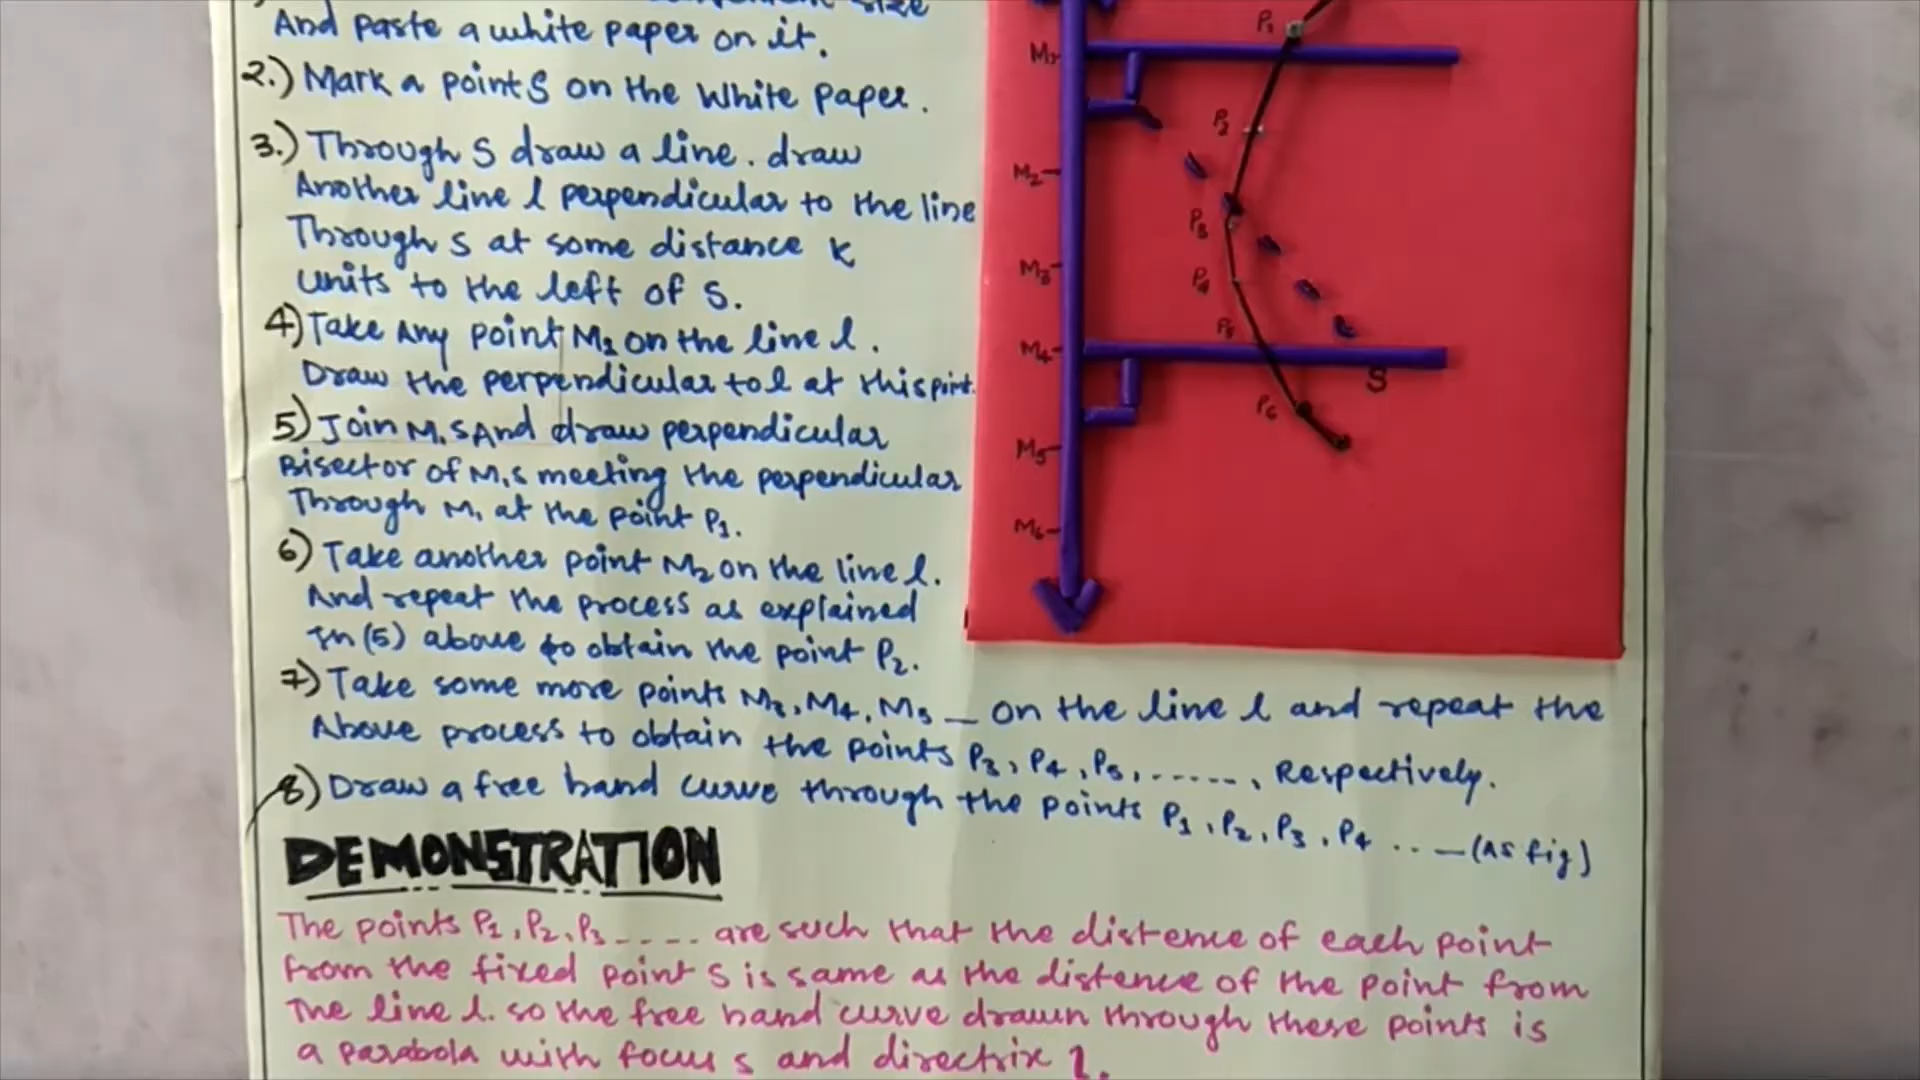 size
And paste a white paper on it.
2.) Mark a point S on the white paper.
3.) Through S draw a line. draw
Another line l perpendicular to the line
Through S at some distance K
units to the left of S.
4) Take Any point M1 on the line l.
Draw the perpendicular to l at this point.
5) Join M1S And draw perpendicular
Bisector of M1S meeting the perpendicular
Through M1 at the point P1.
6) Take another point M2 on the line l.
And repeat the process as explained
In (5) above to obtain the point P2.
7) Take some more points M3, M4, M5 — on the line l and repeat the
Above process to obtain the points P3, P4, P5, ......, Respectively.
8) Draw a free hand curve through the points P1, P2, P3, P4 .. — (as fig)
DEMONSTRATION
The points P1, P2, P3 .... are such that the distence of each point
from the fixed point S is same as the distence of the point from
The line l. so the free hand curve drawn through these points is
a parabola with focus s and directrix l.
P1
M1
P2
M2
P3
M3
P4
P5
M4
S
P6
M5
M6